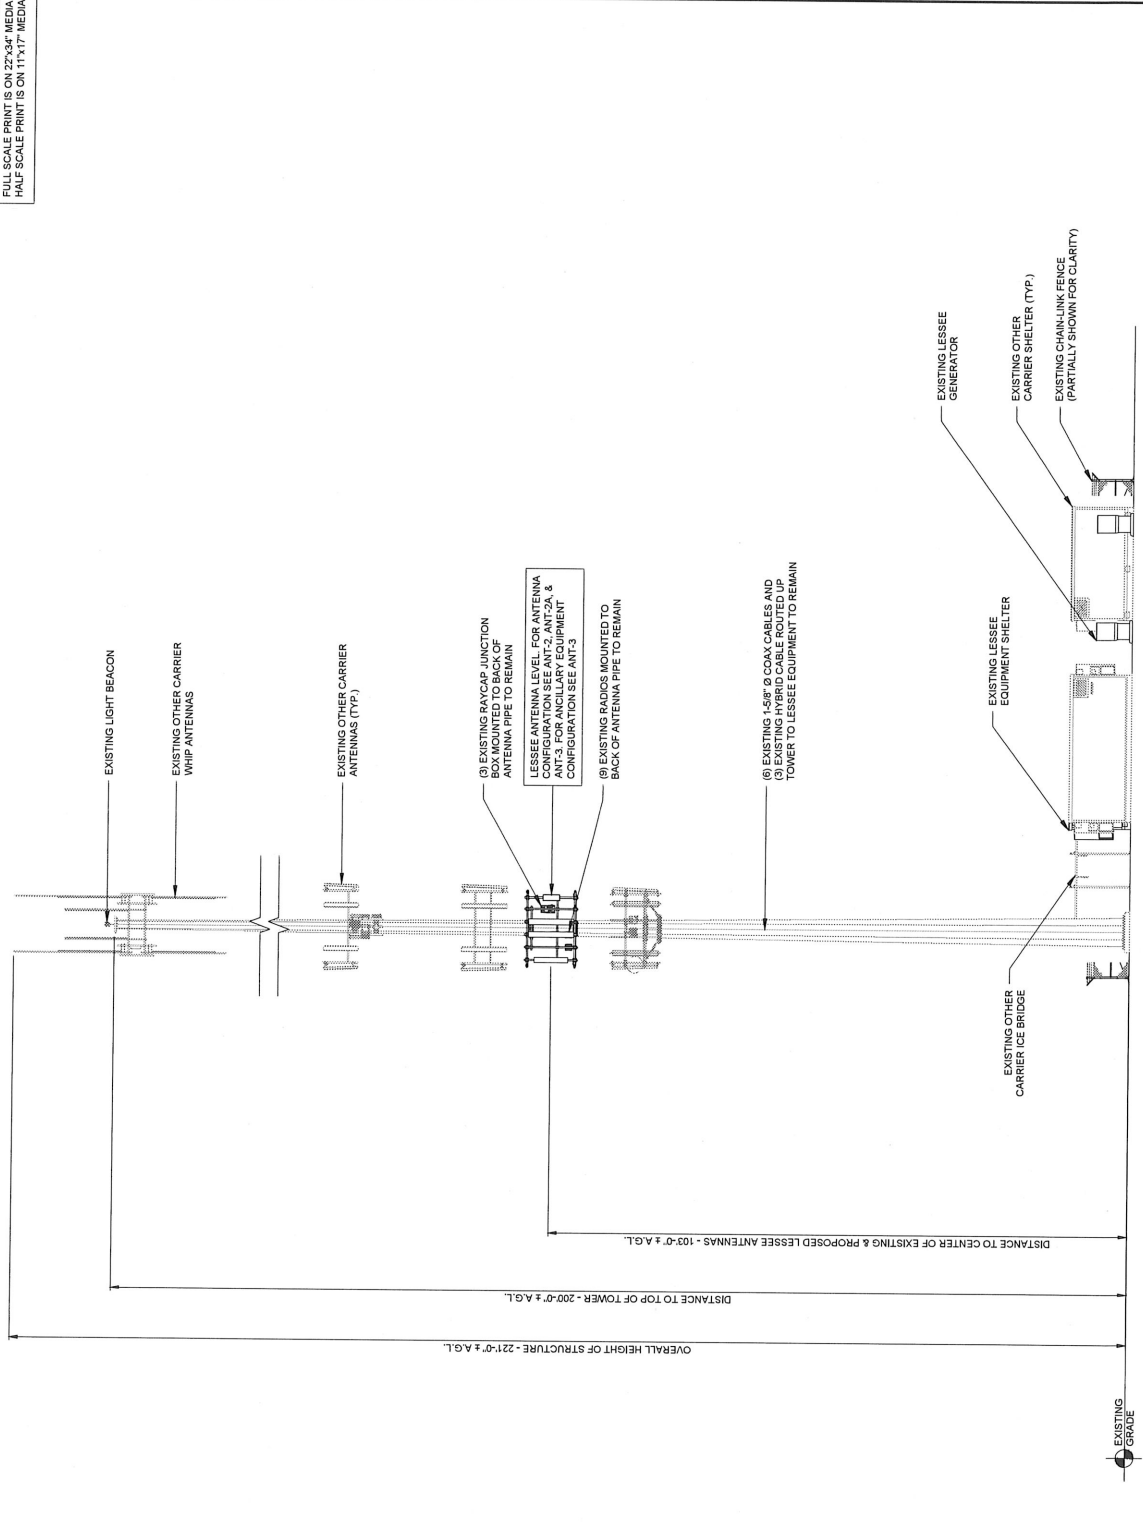 FULL SCALE PRINT IS ON 22"x34" MEDIA
HALF SCALE PRINT IS ON 11"x17" MEDIA
EXISTING LIGHT BEACON
EXISTING OTHER CARRIER
WHIP ANTENNAS
EXISTING OTHER CARRIER
ANTENNAS (TYP.)
(3) EXISTING RAYCAP JUNCTION
BOX MOUNTED TO BACK OF
ANTENNA PIPE TO REMAIN
LESSEE ANTENNA LEVEL. FOR ANTENNA
CONFIGURATION SEE ANT-2, ANT-2A, &
ANT-3. FOR ANCILLARY EQUIPMENT
CONFIGURATION SEE ANT-3
(9) EXISTING RADIOS MOUNTED TO
BACK OF ANTENNA PIPE TO REMAIN
(6) EXISTING 1-5/8" Ø COAX CABLES AND
(3) EXISTING HYBRID CABLE ROUTED UP
TOWER TO LESSEE EQUIPMENT TO REMAIN
EXISTING LESSEE
GENERATOR
EXISTING OTHER
CARRIER SHELTER (TYP.)
EXISTING CHAIN-LINK FENCE
(PARTIALLY SHOWN FOR CLARITY)
EXISTING LESSEE
EQUIPMENT SHELTER
EXISTING OTHER
CARRIER ICE BRIDGE
DISTANCE TO CENTER OF EXISTING & PROPOSED LESSEE ANTENNAS - 103'-0" ± A.G.L.
DISTANCE TO TOP OF TOWER - 200'-0" ± A.G.L.
OVERALL HEIGHT OF STRUCTURE - 221'-0" ± A.G.L.
EXISTING
GRADE